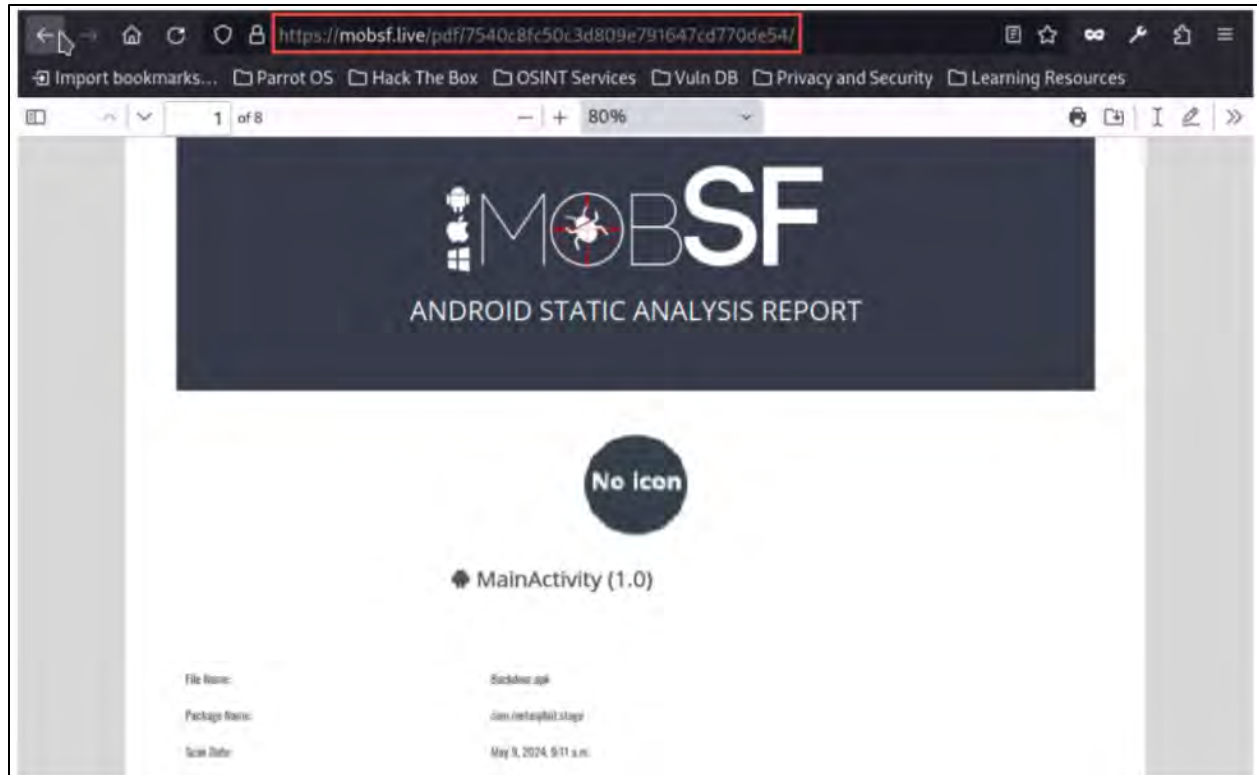 https://mobsf.live/pdf/7540c8fc50c3d809e791647cd770de54/
Import bookmarks... Parrot OS Hack The Box OSINT Services Vuln DB Privacy and Security Learning Resources
1 of 8 80%
MOBSF
ANDROID STATIC ANALYSIS REPORT
No icon
MainActivity (1.0)
File Name: Backdoor.apk
Package Name: com.metasploit.stage
Scan Date: May 9, 2024, 9:11 a.m.